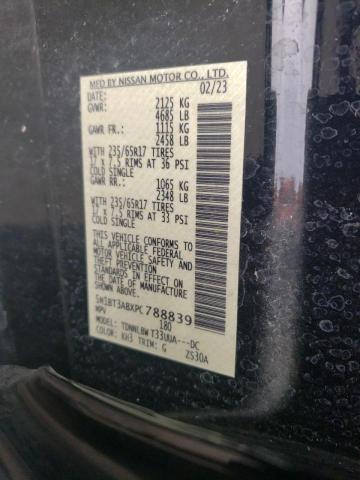 MFD BY NISSAN MOTOR CO., LTD.
DATE: 02/23
GVWR: 2125 KG
4685 LB
GAWR FR.: 1115 KG
2458 LB
WITH 235/65R17 TIRES
17 x 7.5 RIMS AT 36 PSI
COLD SINGLE
GAWR RR.: 1065 KG
2348 LB
WITH 235/65R17 TIRES
17 x 7.5 RIMS AT 33 PSI
COLD SINGLE
THIS VEHICLE CONFORMS TO
ALL APPLICABLE FEDERAL
MOTOR VEHICLE SAFETY
AND BUMPER STANDARDS
IN EFFECT ON THE DATE OF
MANUFACTURE SHOWN
ABOVE.
5N1BT3ABXPC788839
MPV 180
MODEL: TDNNLBW T33UUA---DC
COLOR: KH3 TRIM: G ZS30A